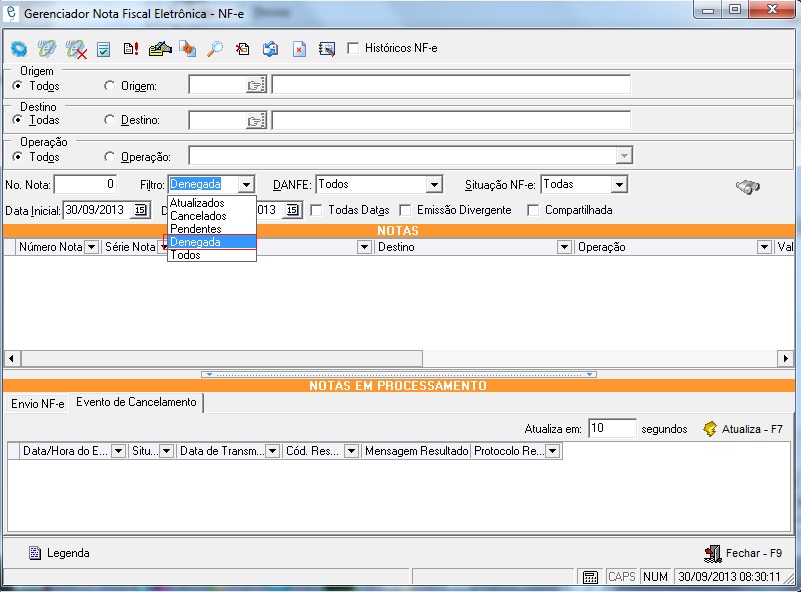 Gerenciador Nota Fiscal Eletrônica - NF-e
Históricos NF-e
Origem
Todos Origem:
Destino
Todas Destino:
Operação
Todos Operação:
No. Nota: 0 Filtro: Denegada DANFE: Todos Situação NF-e: Todas
Data Inicial: 30/09/2013 15 D 013 15 Todas Datas Emissão Divergente Compartilhada
Atualizados
Cancelados
Pendentes
Denegada
Todos
NOTAS
Número Nota Série Nota Destino Operação Val
NOTAS EM PROCESSAMENTO
Envio NF-e Evento de Cancelamento
Atualiza em: 10 segundos Atualiza - F7
Data/Hora do E... Situ... Data de Transm... Cód. Res... Mensagem Resultado Protocolo Re...
Legenda Fechar - F9
CAPS NUM 30/09/2013 08:30:11